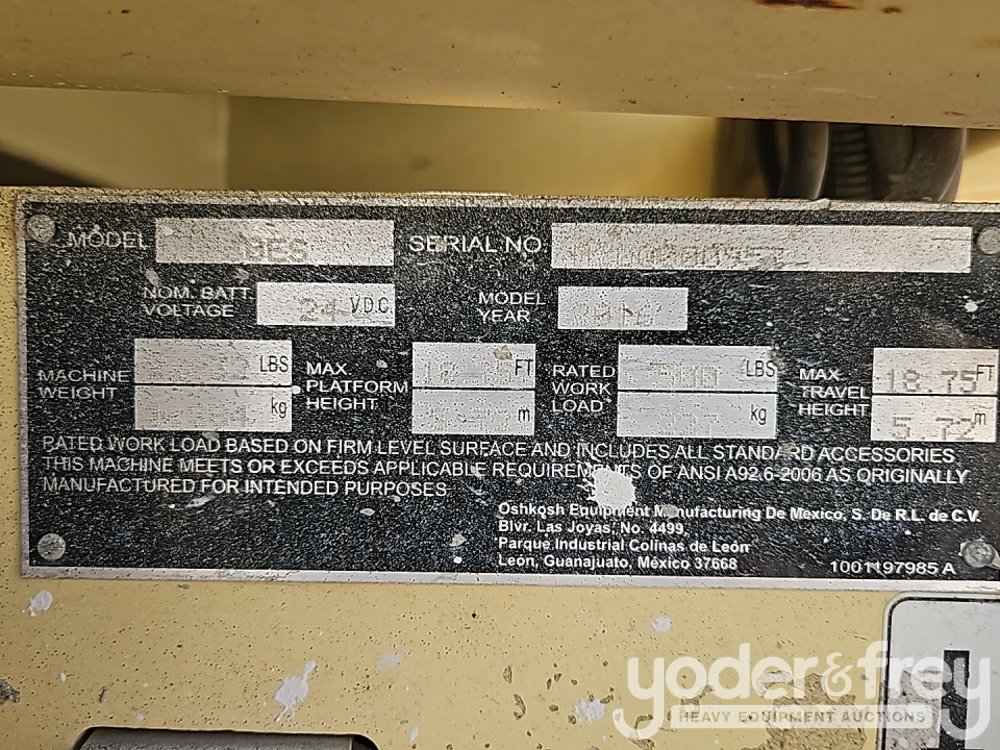 MODEL SERIAL NO
NOM. BATT. VOLTAGE 24 VDC MODEL YEAR
MACHINE WEIGHT LBS kg MAX PLATFORM HEIGHT FT m RATED WORK LOAD LBS kg MAX TRAVEL HEIGHT 18.75 FT 5.72 m
RATED WORK LOAD BASED ON FIRM LEVEL SURFACE AND INCLUDES ALL STANDARD ACCESSORIES
THIS MACHINE MEETS OR EXCEEDS APPLICABLE REQUIREMENTS OF ANSI A92.6-2006 AS ORIGINALLY
MANUFACTURED FOR INTENDED PURPOSES
Oshkosh Equipment Manufacturing De Mexico, S. De R.L. de C.V.
Blvr. Las Joyas, No. 4499
Parque Industrial Colinas de León
León, Guanajuato, México 37668
1001197985 A
yoder&frey
HEAVY EQUIPMENT AUCTIONS